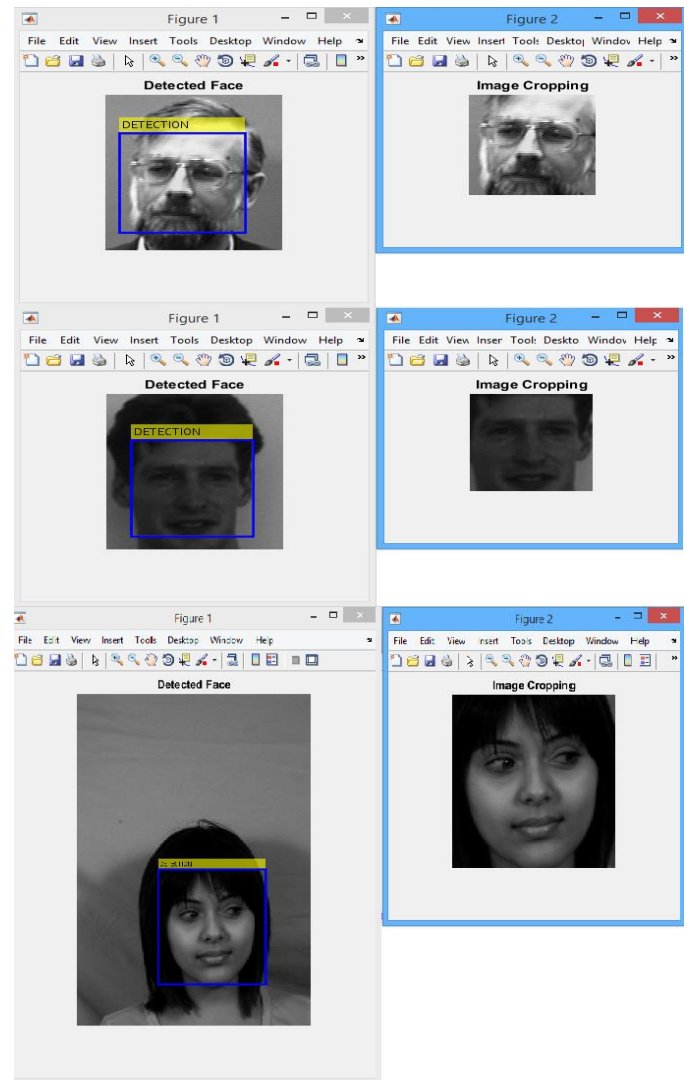 Figure 1
File Edit View Insert Tools Desktop Window Help
Detected Face
DETECTION
Figure 2
File Edit View Insert Tools Desktop Window Help
Image Cropping
Figure 1
File Edit View Insert Tools Desktop Window Help
Detected Face
DETECTION
Figure 2
File Edit View Inser Tools Deskto Window Help
Image Cropping
Figure 1
File Edit View Insert Tools Desktop Window Help
Detected Face
Figure 2
File Edit View Insert Tools Desktop Window Help
Image Cropping